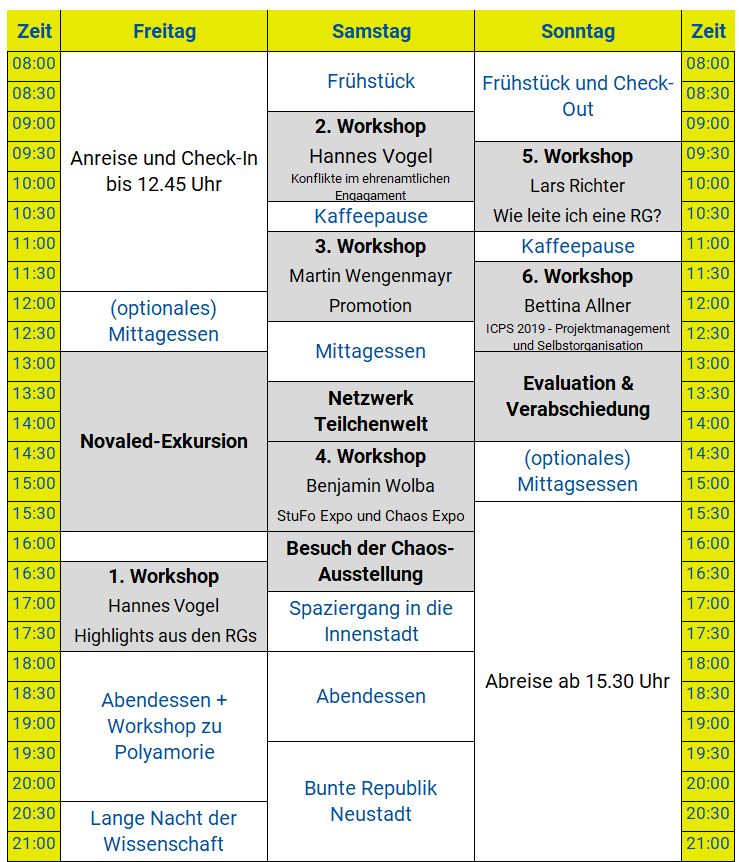 Zeit
Freitag
Samstag
Sonntag
Zeit
08:00
08:30
09:00
09:30
10:00
10:30
11:00
11:30
12:00
12:30
13:00
13:30
14:00
14:30
15:00
15:30
16:00
16:30
17:00
17:30
18:00
18:30
19:00
19:30
20:00
20:30
21:00
Anreise und Check-In
bis 12.45 Uhr
(optionales)
Mittagessen
Novaled-Exkursion
1. Workshop
Hannes Vogel
Highlights aus den RGs
Abendessen +
Workshop zu
Polyamorie
Lange Nacht der
Wissenschaft
Frühstück
2. Workshop
Hannes Vogel
Konflikte im ehrenamtlichen
Engagament
Kaffeepause
3. Workshop
Martin Wengenmayr
Promotion
Mittagessen
Netzwerk
Teilchenwelt
4. Workshop
Benjamin Wolba
StuFo Expo und Chaos Expo
Besuch der Chaos-
Ausstellung
Spaziergang in die
Innenstadt
Abendessen
Bunte Republik
Neustadt
Frühstück und Check-
Out
5. Workshop
Lars Richter
Wie leite ich eine RG?
Kaffeepause
6. Workshop
Bettina Allner
ICPS 2019 - Projektmanagement
und Selbstorganisation
Evaluation &
Verabschiedung
(optionales)
Mittagsessen
Abreise ab 15.30 Uhr
08:00
08:30
09:00
09:30
10:00
10:30
11:00
11:30
12:00
12:30
13:00
13:30
14:00
14:30
15:00
15:30
16:00
16:30
17:00
17:30
18:00
18:30
19:00
19:30
20:00
20:30
21:00